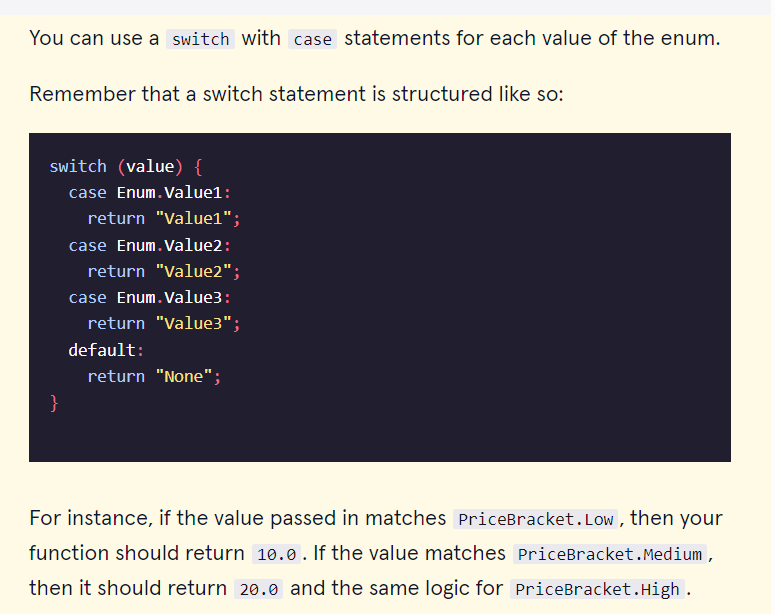 You can use a switch with case statements for each value of the enum.
Remember that a switch statement is structured like so:
switch (value) {
  case Enum.Value1:
    return "Value1";
  case Enum.Value2:
    return "Value2";
  case Enum.Value3:
    return "Value3";
  default:
    return "None";
}
For instance, if the value passed in matches PriceBracket.Low, then your
function should return 10.0. If the value matches PriceBracket.Medium,
then it should return 20.0 and the same logic for PriceBracket.High.